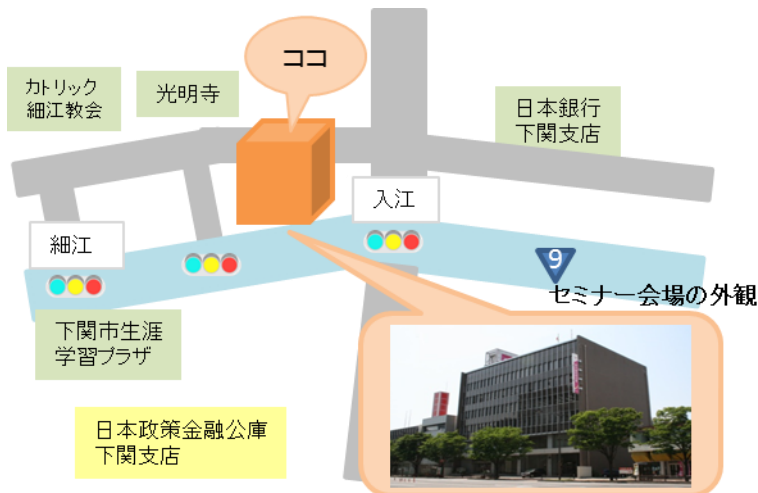 ココ
カトリック
細江教会
光明寺
日本銀行
下関支店
入江
細江
9
セミナー会場の外観
下関市生涯
学習プラザ
日本政策金融公庫
下関支店